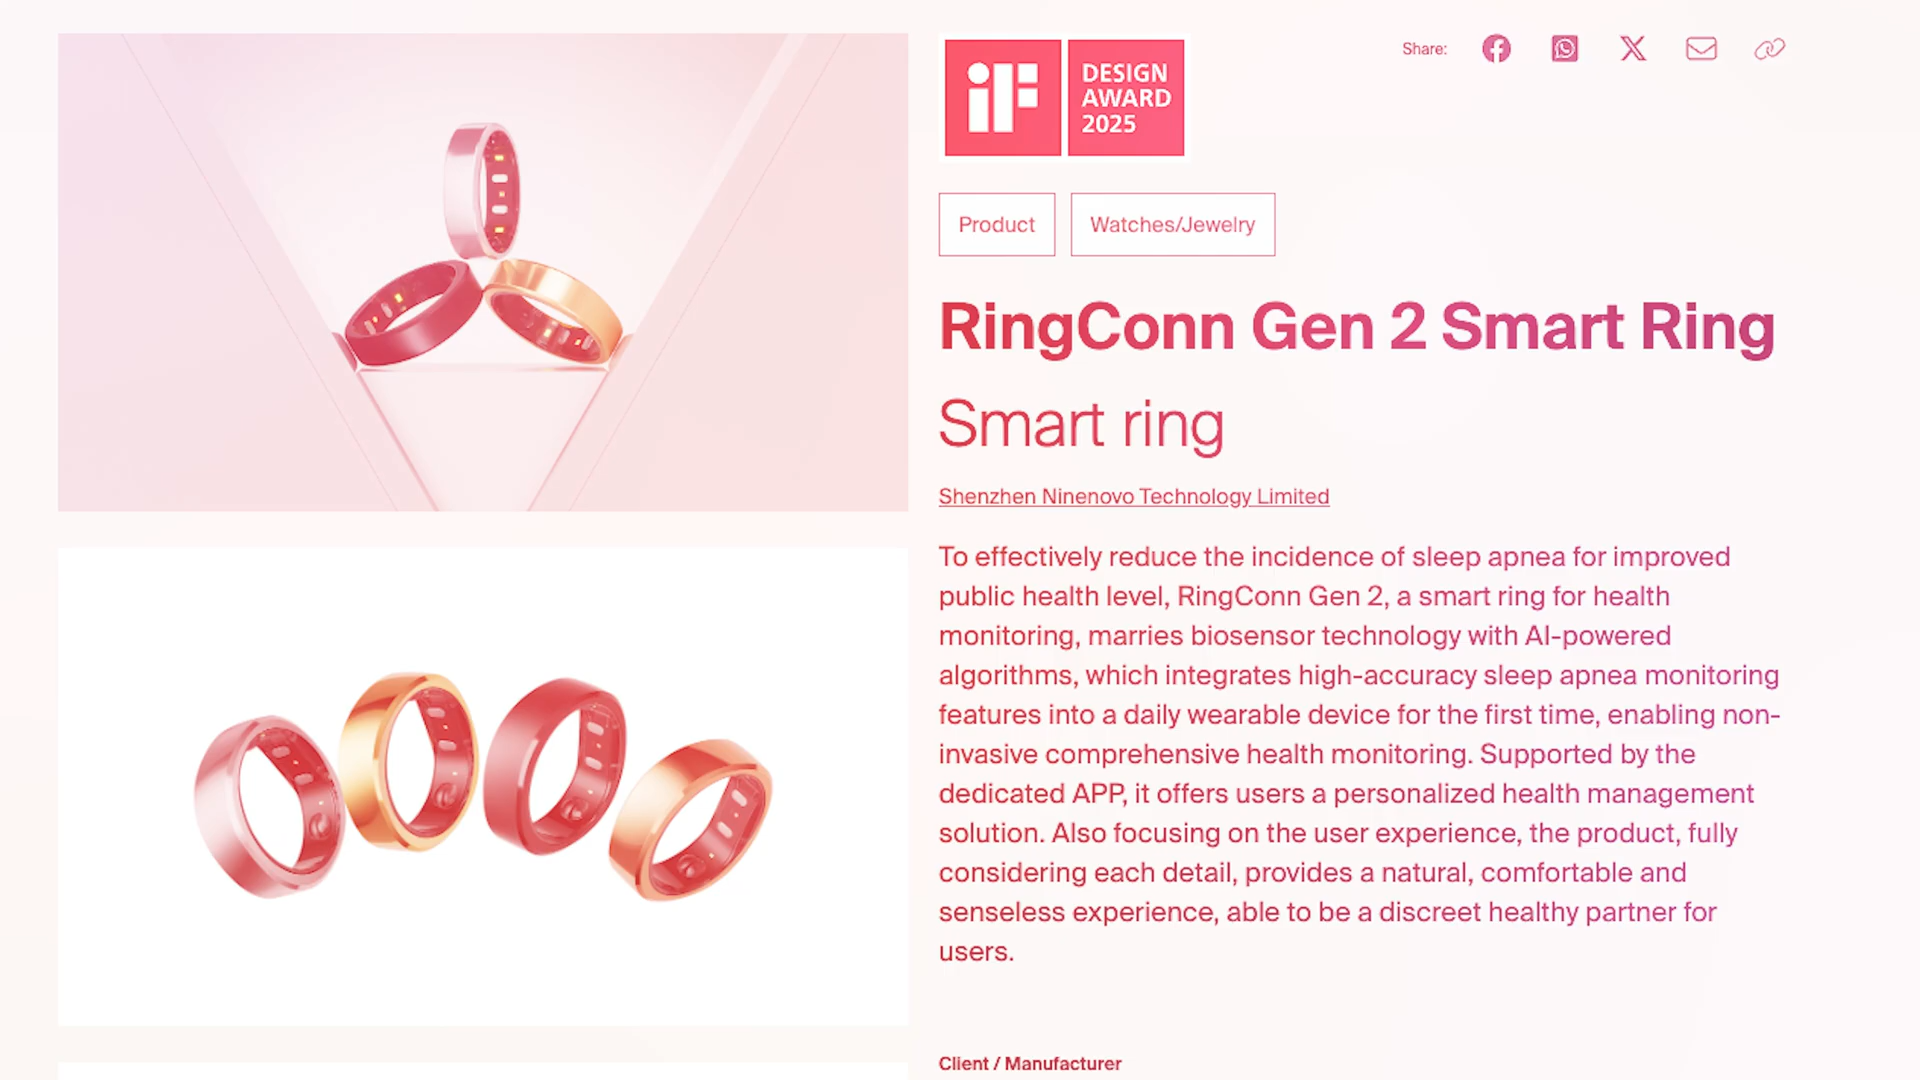 iF
DESIGN
AWARD
2025
Share:
Product
Watches/Jewelry
RingConn Gen 2 Smart Ring
Smart ring
Shenzhen Ninenovo Technology Limited
To effectively reduce the incidence of sleep apnea for improved
public health level, RingConn Gen 2, a smart ring for health
monitoring, marries biosensor technology with AI-powered
algorithms, which integrates high-accuracy sleep apnea monitoring
features into a daily wearable device for the first time, enabling non-
invasive comprehensive health monitoring. Supported by the
dedicated APP, it offers users a personalized health management
solution. Also focusing on the user experience, the product, fully
considering each detail, provides a natural, comfortable and
senseless experience, able to be a discreet healthy partner for
users.
Client / Manufacturer